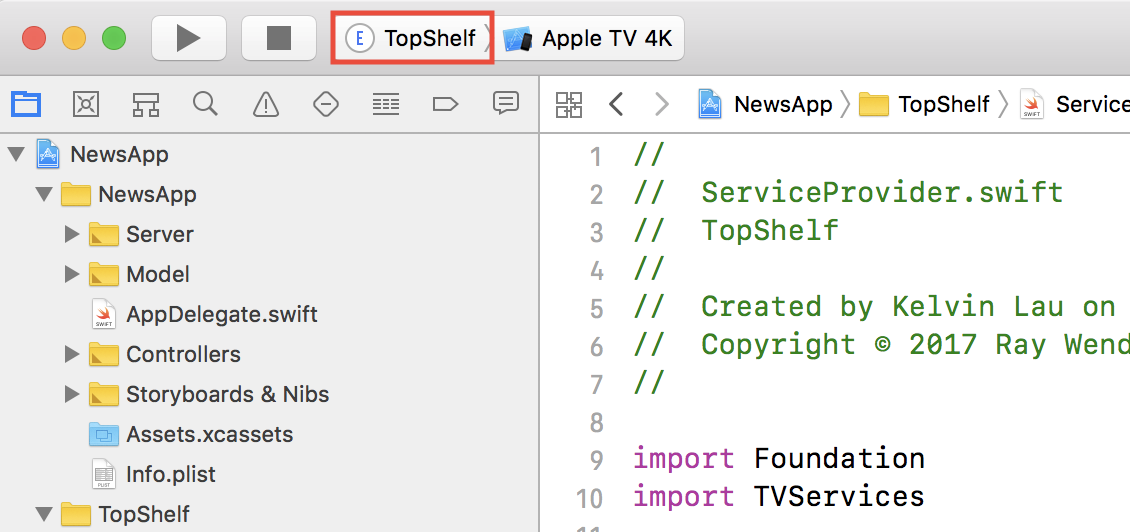 E TopShelf Apple TV 4K
NewsApp TopShelf Service
NewsApp
NewsApp
Server
Model
SWIFT AppDelegate.swift
Controllers
Storyboards & Nibs
Assets.xcassets
PLIST Info.plist
TopShelf
1 //
2 // ServiceProvider.swift
3 // TopShelf
4 //
5 // Created by Kelvin Lau on
6 // Copyright © 2017 Ray Wend
7 //
8
9 import Foundation
10 import TVServices